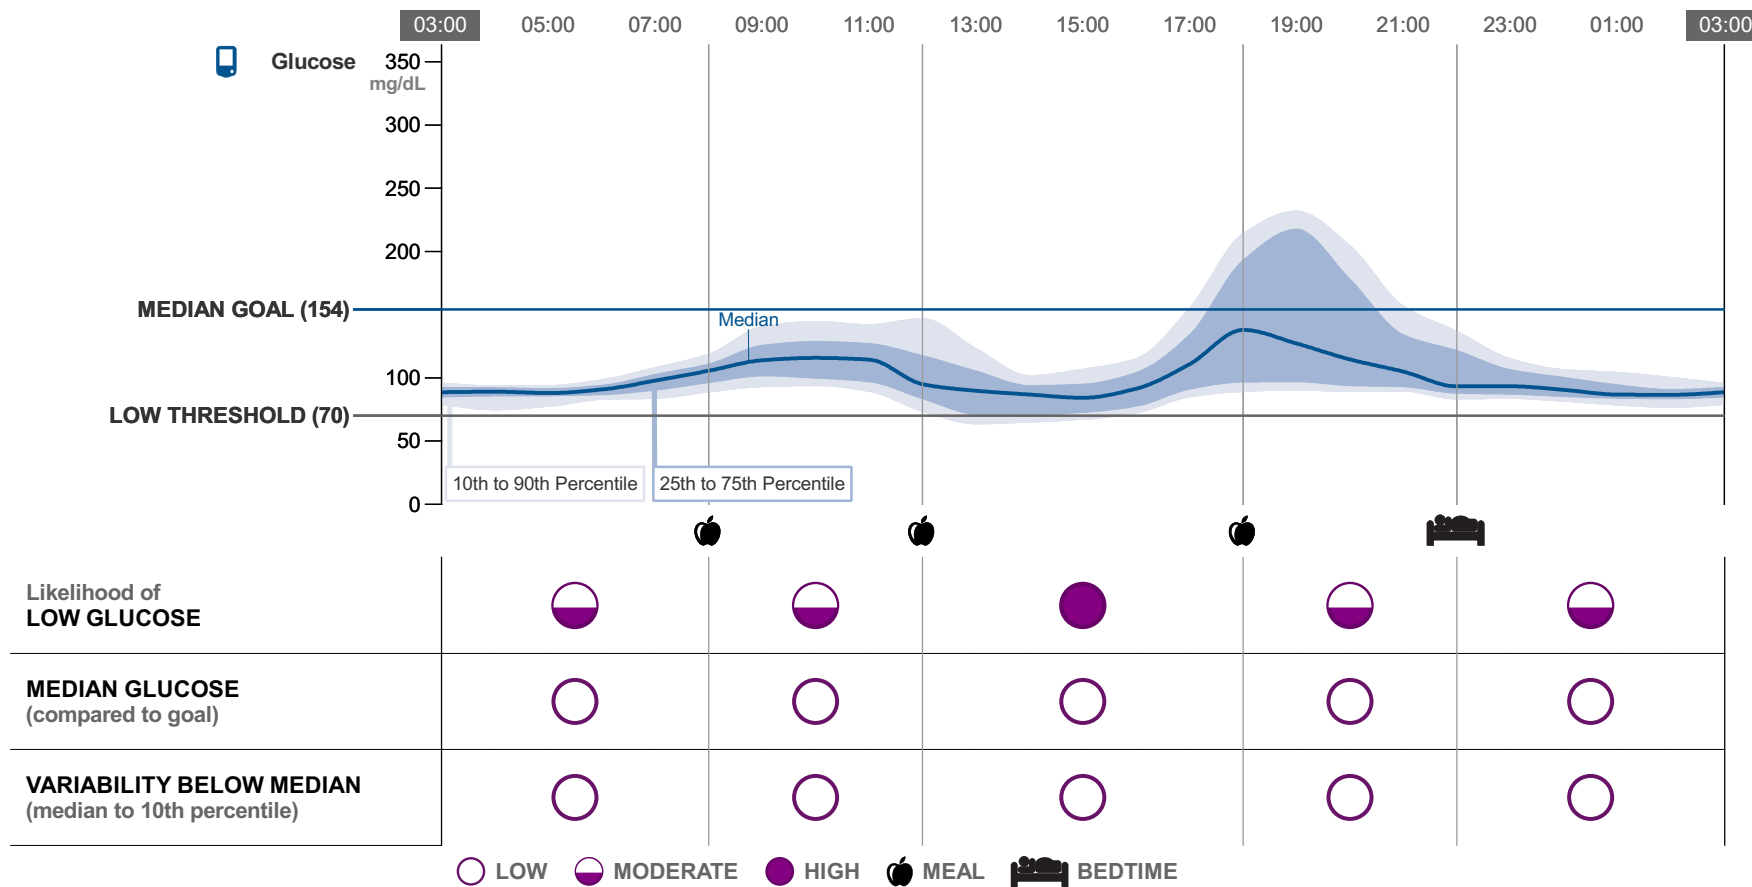 03:00 05:00 07:00 09:00 11:00 13:00 15:00 17:00 19:00 21:00 23:00 01:00 03:00
Glucose 350
mg/dL
300
250
200
MEDIAN GOAL (154)
Median
100
LOW THRESHOLD (70)
50
10th to 90th Percentile 25th to 75th Percentile
0
Likelihood of
LOW GLUCOSE
MEDIAN GLUCOSE
(compared to goal)
VARIABILITY BELOW MEDIAN
(median to 10th percentile)
LOW MODERATE HIGH MEAL BEDTIME